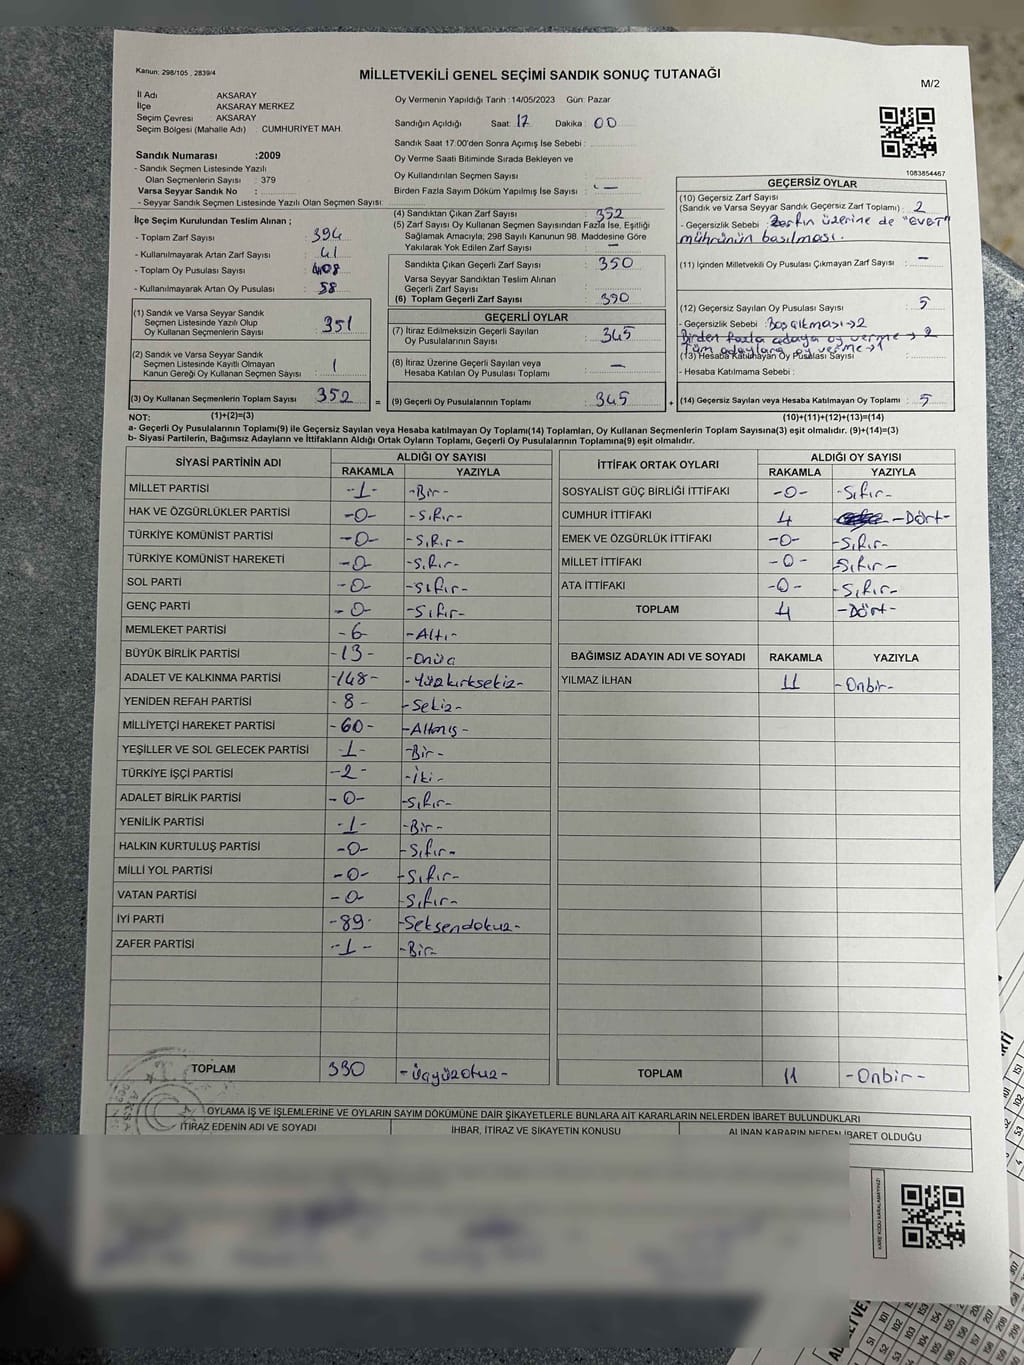 Kanun: 298/105 , 2839/4
MİLLETVEKİLİ GENEL SEÇİMİ SANDIK SONUÇ TUTANAĞI
M/2
İl Adı AKSARAY
İlçe AKSARAY MERKEZ
Seçim Çevresi AKSARAY
Seçim Bölgesi (Mahalle Adı) : CUMHURİYET MAH.
Sandık Numarası :2009
- Sandık Seçmen Listesinde Yazılı
Olan Seçmenlerin Sayısı : 379
Varsa Seyyar Sandık No :
- Seyyar Sandık Seçmen Listesinde Yazılı Olan Seçmenlerin Sayısı:
Oy Vermenin Yapıldığı Tarih :14/05/2023 Gün: Pazar
Sandığın Açıldığı Saat: 17 Dakika : 00
Sandık Saat 17.00'den Sonra Açımış İse Sebebi :
Oy Verme Saati Bitiminde Sırada Bekleyen ve
Oy Kullandırılan Seçmen Sayısı
Birden Fazla Sayım Döküm Yapılmış İse Sayısı : -
1083854467
İlçe Seçim Kurulundan Teslim Alınan ;
- Toplam Zarf Sayısı : 394
- Kullanılmayarak Artan Zarf Sayısı : 41
- Toplam Oy Pusulası Sayısı : 408
- Kullanılmayarak Artan Oy Pusulası : 58
(4) Sandıktan Çıkan Zarf Sayısı : 352
(5) Zarf Sayısı Oy Kullanan Seçmen Sayısından Fazla İse, Eşitliği
Sağlamak Amacıyla; 298 Sayılı Kanunun 98. Maddesine Göre
Yakılarak Yok Edilen Zarf Sayısı : -
Sandıkta Çıkan Geçerli Zarf Sayısı : 350
Varsa Seyyar Sandıktan Teslim Alınan
Geçerli Zarf Sayısı :
(6) Toplam Geçerli Zarf Sayısı : 350
GEÇERSİZ OYLAR
(10) Geçersiz Zarf Sayısı
(Sandık ve Varsa Seyyar Sandık Geçersiz Zarf Toplamı) : 2
- Geçersizlik Sebebi : Zarfın üzerine de "EVET"
mührünün basılması.
(11) İçinden Milletvekili Oy Pusulası Çıkmayan Zarf Sayısı : -
(12) Geçersiz Sayılan Oy Pusulası Sayısı : 5
- Geçersizlik Sebebi : Boş çıkması→2
Birden fazla adaya oy verme → 2
Tüm adaylara oy verme→1
(13) Hesaba Katılmayan Oy Pusulası Sayısı :
- Hesaba Katılmama Sebebi :
(14) Geçersiz Sayılan veya Hesaba Katılmayan Oy Toplamı : 5
(1) Sandık ve Varsa Seyyar Sandık
Seçmen Listesinde Yazılı Olup
Oy Kullanan Seçmenlerin Sayısı : 351
(2) Sandık ve Varsa Seyyar Sandık
Seçmen Listesinde Kayıtlı Olmayan
Kanun Gereği Oy Kullanan Seçmen Sayısı : 1
(3) Oy Kullanan Seçmenlerin Toplam Sayısı : 352 =
GEÇERLİ OYLAR
(7) İtiraz Edilmeksizin Geçerli Sayılan
Oy Pusulalarının Sayısı : 345
(8) İtiraz Üzerine Geçerli Sayılan veya
Hesaba Katılan Oy Pusulası Toplamı : -
(9) Geçerli Oy Pusulalarının Toplamı : 345 +
NOT: (1)+(2)=(3) (10)+(11)+(12)+(13)=(14)
a- Geçerli Oy Pusulalarının Toplamı(9) ile Geçersiz Sayılan veya Hesaba katılmayan Oy Toplamı(14) Toplamları, Oy Kullanan Seçmenlerin Toplam Sayısına(3) eşit olmalıdır. (9)+(14)=(3)
b- Siyasi Partilerin, Bağımsız Adayların ve İttifakların Aldığı Ortak Oyların Toplamı, Geçerli Oy Pusulalarının Toplamına(9) eşit olmalıdır.
SİYASİ PARTİNİN ADI ALDIĞI OY SAYISI
RAKAMLA YAZIYLA
MİLLET PARTİSİ -1- -Bir-
HAK VE ÖZGÜRLÜKLER PARTİSİ -0- -Sıfır-
TÜRKİYE KOMÜNİST PARTİSİ -0- -Sıfır-
TÜRKİYE KOMÜNİST HAREKETİ -0- -Sıfır-
SOL PARTİ -0- -Sıfır-
GENÇ PARTİ -0- -Sıfır-
MEMLEKET PARTİSİ -6- -Altı-
BÜYÜK BİRLİK PARTİSİ -13- -Onüç
ADALET VE KALKINMA PARTİSİ -148- -Yüzkırksekiz-
YENİDEN REFAH PARTİSİ -8- -Sekiz-
MİLLİYETÇİ HAREKET PARTİSİ -60- -Altmış-
YEŞİLLER VE SOL GELECEK PARTİSİ -1- -Bir-
TÜRKİYE İŞÇİ PARTİSİ -2- -İki-
ADALET BİRLİK PARTİSİ -0- -Sıfır-
YENİLİK PARTİSİ -1- -Bir-
HALKIN KURTULUŞ PARTİSİ -0- -Sıfır-
MİLLİ YOL PARTİSİ -0- -Sıfır-
VATAN PARTİSİ -0- -Sıfır-
İYİ PARTİ -89- -Seksendokuz-
ZAFER PARTİSİ -1- -Bir-
TOPLAM 330 -Üçyüzotuz-
İTTİFAK ORTAK OYLARI ALDIĞI OY SAYISI
RAKAMLA YAZIYLA
SOSYALİST GÜÇ BİRLİĞİ İTTİFAKI -0- -Sıfır-
CUMHUR İTTİFAKI 4 -Dört-
EMEK VE ÖZGÜRLÜK İTTİFAKI -0- -Sıfır-
MİLLET İTTİFAKI -0- -Sıfır-
ATA İTTİFAKI -0- -Sıfır-
TOPLAM 4 -Dört-
BAĞIMSIZ ADAYIN ADI VE SOYADI RAKAMLA YAZIYLA
YILMAZ İLHAN 11 -Onbir-
TOPLAM 11 -Onbir-
OYLAMA İŞ VE İŞLEMLERİNE VE OYLARIN SAYIM DÖKÜMÜNE DAİR ŞİKAYETLERLE BUNLARA AİT KARARLARIN NELERDEN İBARET BULUNDUKLARI
İTİRAZ EDENİN ADI VE SOYADI İHBAR, İTİRAZ VE ŞİKAYETİN KONUSU ALINAN KARARIN NEDEN İBARET OLDUĞU
KARE KODU KARALAMAYINIZ!